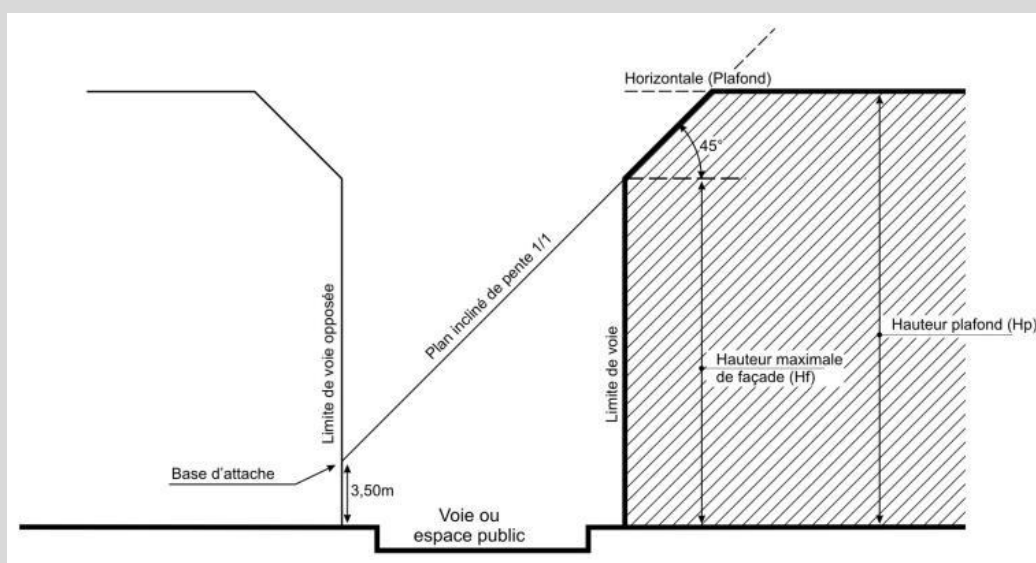 Horizontale (Plafond)
45°
Plan incliné de pente 1/1
Limite de voie opposée
Limite de voie
Hauteur plafond (Hp)
Hauteur maximale
de façade (Hf)
Base d'attache
3,50m
Voie ou
espace public